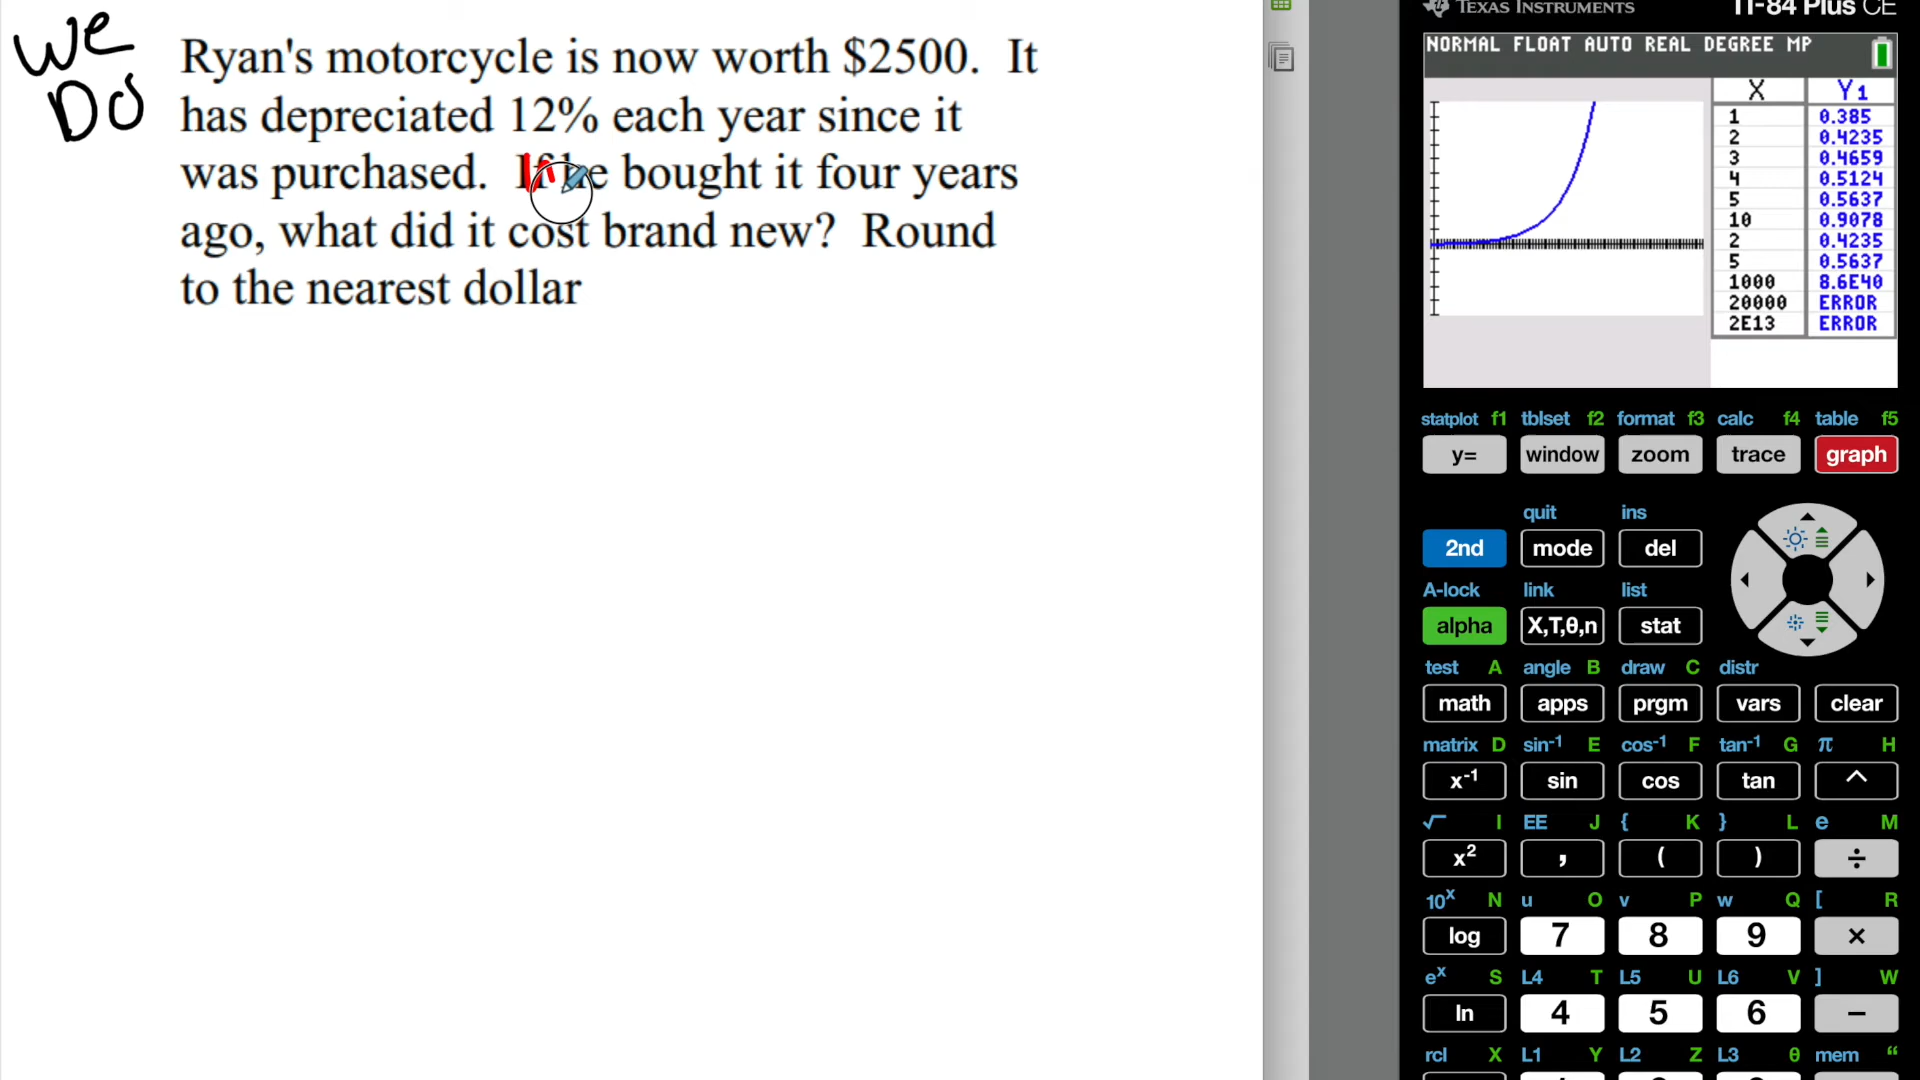 We
DO
Ryan's motorcycle is now worth $2500. It
has depreciated 12% each year since it
was purchased. If he bought it four years
ago, what did it cost brand new? Round
to the nearest dollar
TEXAS INSTRUMENTS TI-84 Plus CE
NORMAL FLOAT AUTO REAL DEGREE MP
X Y1
1 0.385
2 0.4235
3 0.4659
4 0.5124
5 0.5637
10 0.9078
2 0.4235
5 0.5637
1000 8.6E40
20000 ERROR
2E13 ERROR
statplot f1 tblset f2 format f3 calc f4 table f5
y= window zoom trace graph
quit ins
2nd mode del
A-lock link list
alpha X,T,θ,n stat
test A angle B draw C distr
math apps prgm vars clear
matrix D sin⁻¹ E cos⁻¹ F tan⁻¹ G π H
x⁻¹ sin cos tan ^
√ I EE J { K } L e M
x² , ( ) ÷
10ˣ N u O v P w Q [ R
log 7 8 9 ×
eˣ S L4 T L5 U L6 V ] W
ln 4 5 6 −
rcl X L1 Y L2 Z L3 θ mem “